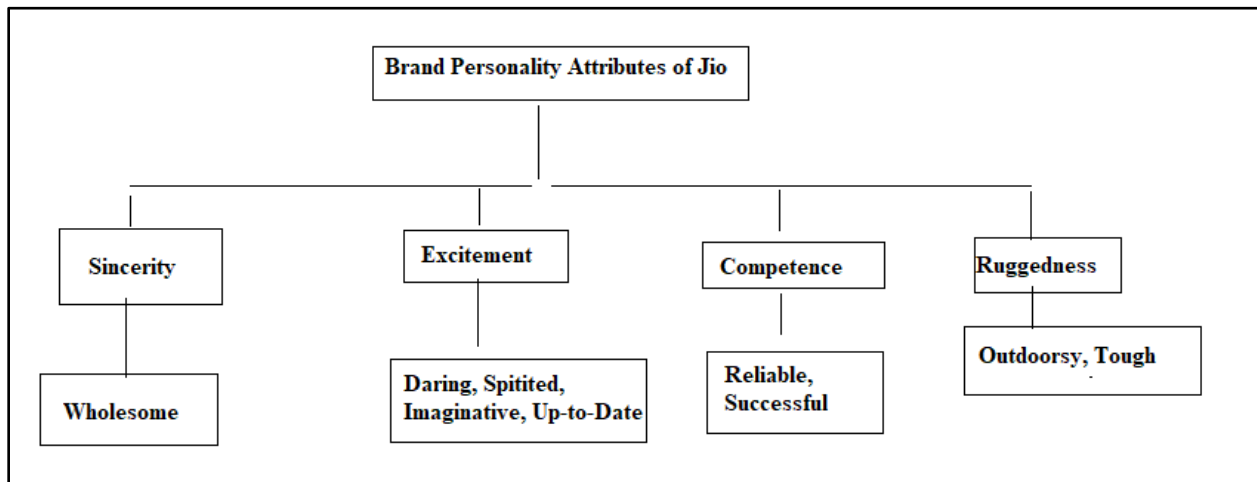 Brand Personality Attributes of Jio
Sincerity
Excitement
Competence
Ruggedness
Wholesome
Daring, Spitited,
Imaginative, Up-to-Date
Reliable,
Successful
Outdoorsy, Tough